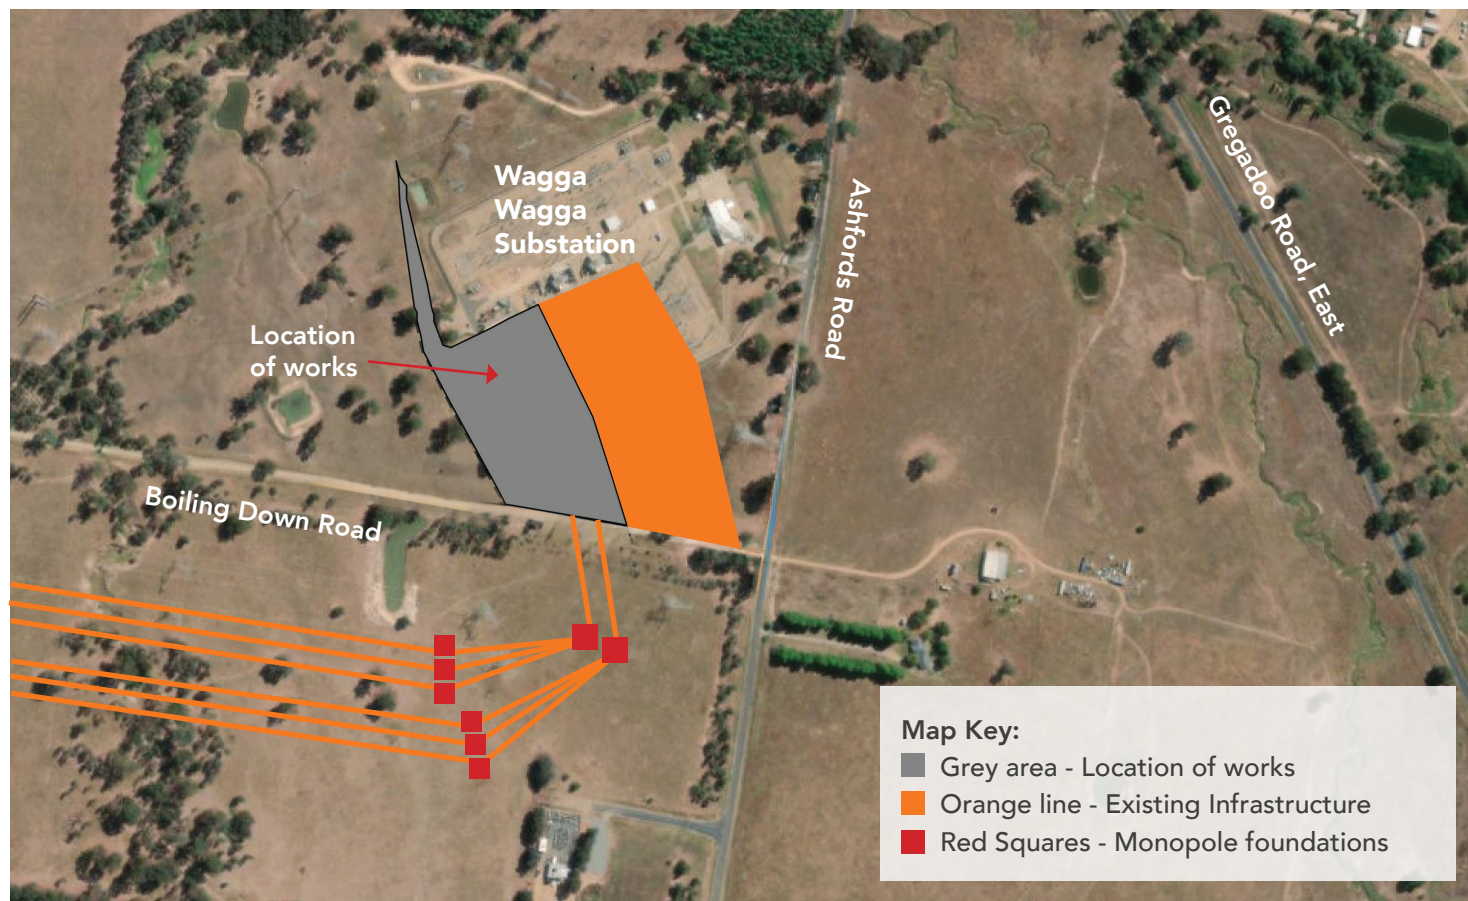 Wagga
Wagga
Substation
Ashfords Road
Gregadoo Road, East
Location
of works
Boiling Down Road
Map Key:
Grey area - Location of works
Orange line - Existing Infrastructure
Red Squares - Monopole foundations